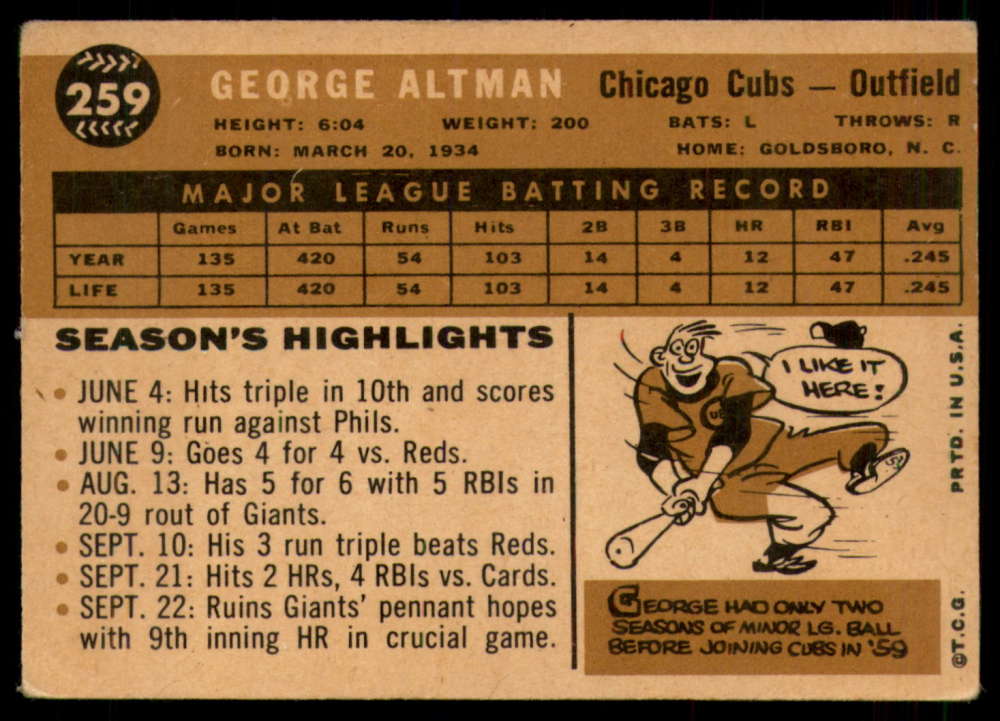 259
GEORGE ALTMAN Chicago Cubs — Outfield
HEIGHT: 6:04 WEIGHT: 200 BATS: L THROWS: R
BORN: MARCH 20, 1934 HOME: GOLDSBORO, N. C.
MAJOR LEAGUE BATTING RECORD
Games At Bat Runs Hits 2B 3B HR RBI Avg
YEAR 135 420 54 103 14 4 12 47 .245
LIFE 135 420 54 103 14 4 12 47 .245
SEASON'S HIGHLIGHTS
• JUNE 4: Hits triple in 10th and scores
winning run against Phils.
• JUNE 9: Goes 4 for 4 vs. Reds.
• AUG. 13: Has 5 for 6 with 5 RBIs in
20-9 rout of Giants.
• SEPT. 10: His 3 run triple beats Reds.
• SEPT. 21: Hits 2 HRs, 4 RBIs vs. Cards.
• SEPT. 22: Ruins Giants' pennant hopes
with 9th inning HR in crucial game.
I LIKE IT
HERE!
GEORGE HAD ONLY TWO
SEASONS OF MINOR LG. BALL
BEFORE JOINING CUBS IN '59
©T.C.G. PRTD. IN U.S.A.